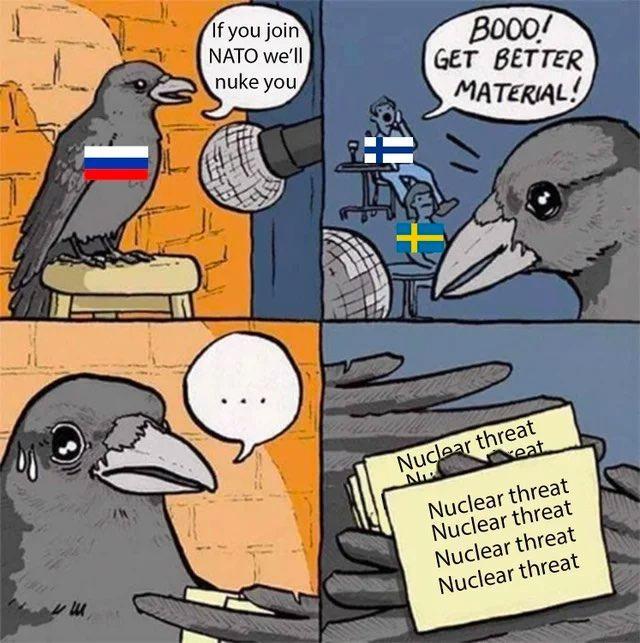 If you join
NATO we'll
nuke you
BOOO!
GET BETTER
MATERIAL!
...
Nuclear threat
Nuclear threat
Nuclear threat
Nuclear threat
Nuclear threat